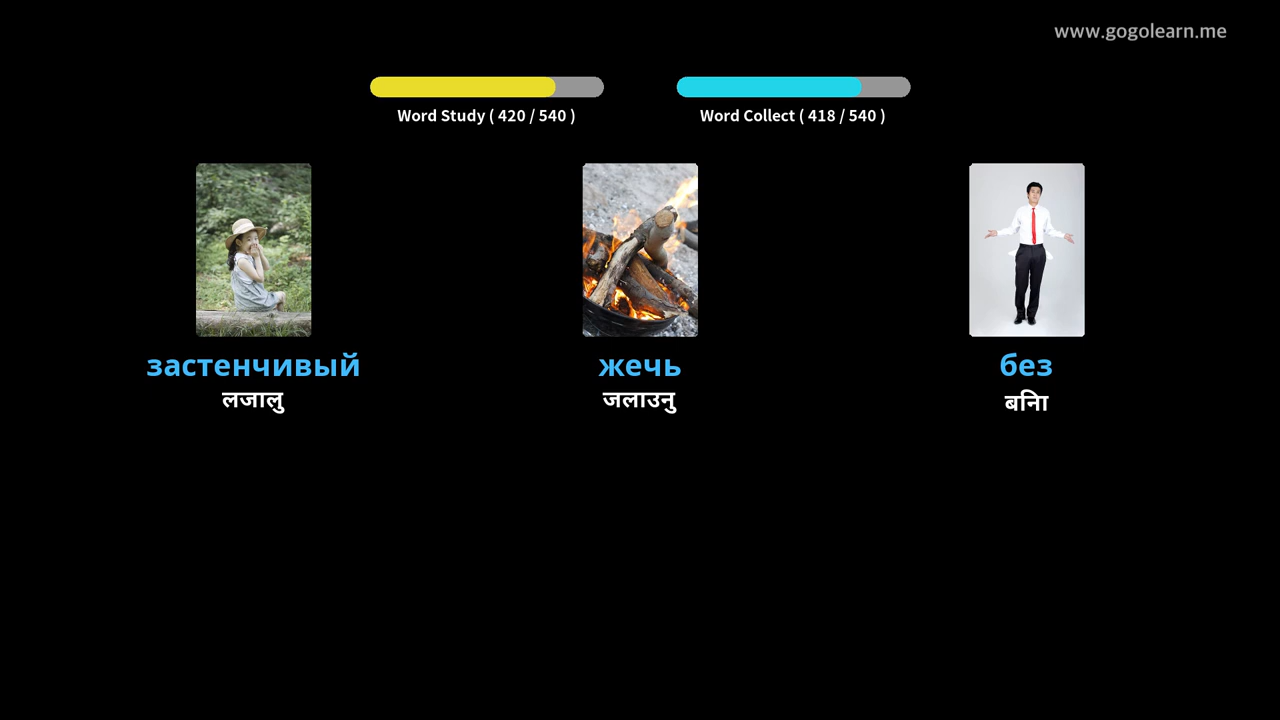 www.gogolearn.me
Word Study ( 420 / 540 )
Word Collect ( 418 / 540 )
застенчивый
жечь
без
लजालु
जलाउनु
बिना